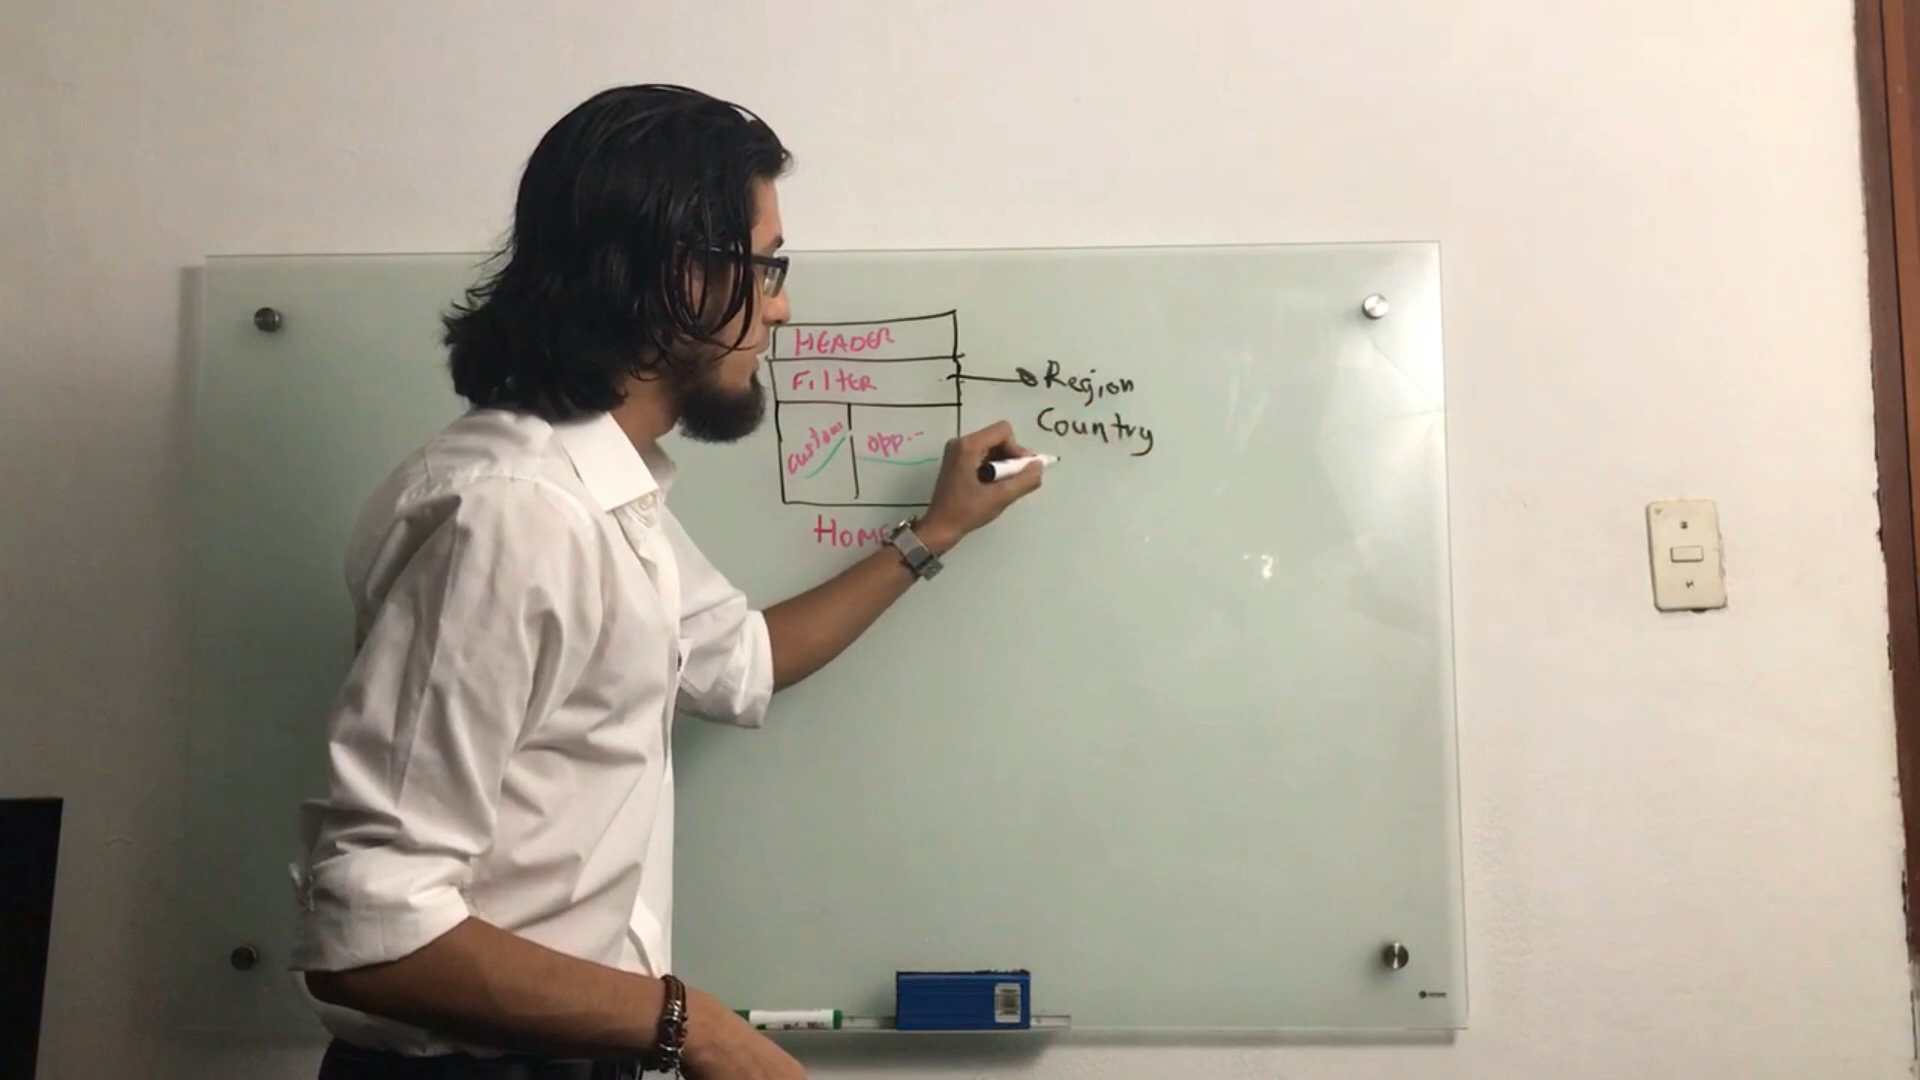 HEADER
FilTER
Region
Country
custom
opp--
HOME